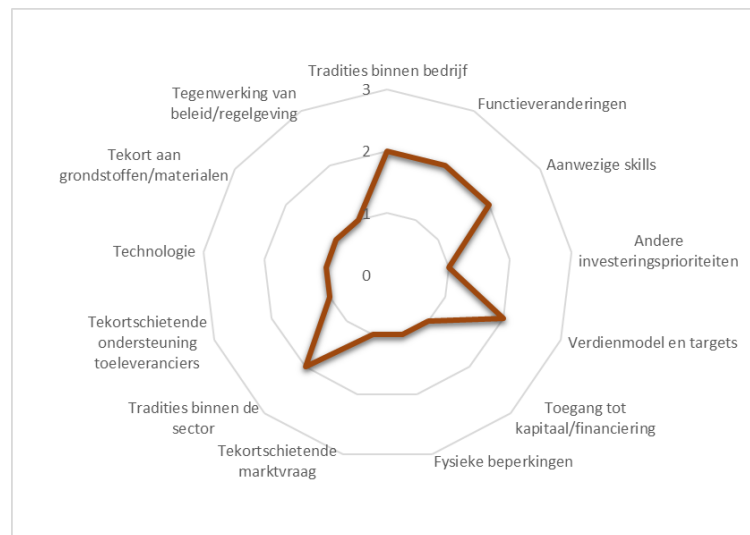 Tradities binnen bedrijf
Functieveranderingen
Aanwezige skills
Andere
investeringsprioriteiten
Verdienmodel en targets
Toegang tot
kapitaal/financiering
Fysieke beperkingen
Tekortschietende
marktvraag
Tradities binnen de
sector
Tekortschietende
ondersteuning
toeleveranciers
Technologie
Tekort aan
grondstoffen/materialen
Tegenwerking van
beleid/regelgeving
3
2
1
0